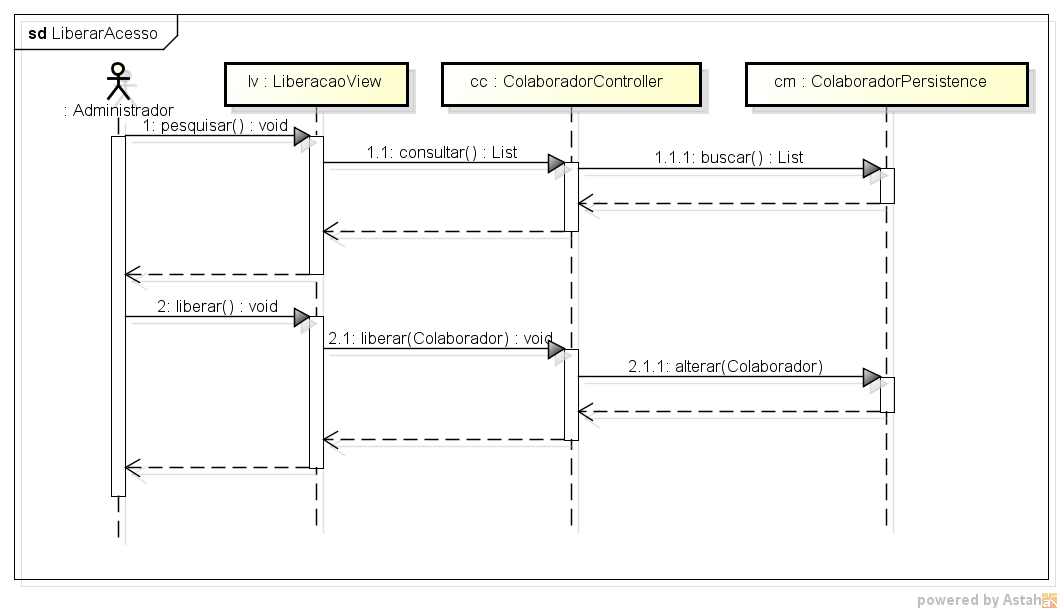 sd LiberarAcesso
lv : LiberacaoView
cc : ColaboradorController
cm : ColaboradorPersistence
: Administrador
1: pesquisar() : void
1.1: consultar() : List
1.1.1: buscar() : List
2: liberar() : void
2.1: liberar(Colaborador) : void
2.1.1: alterar(Colaborador)
powered by Astah